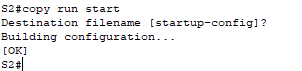 S2#copy run start
Destination filename [startup-config]?
Building configuration...
[OK]
S2#